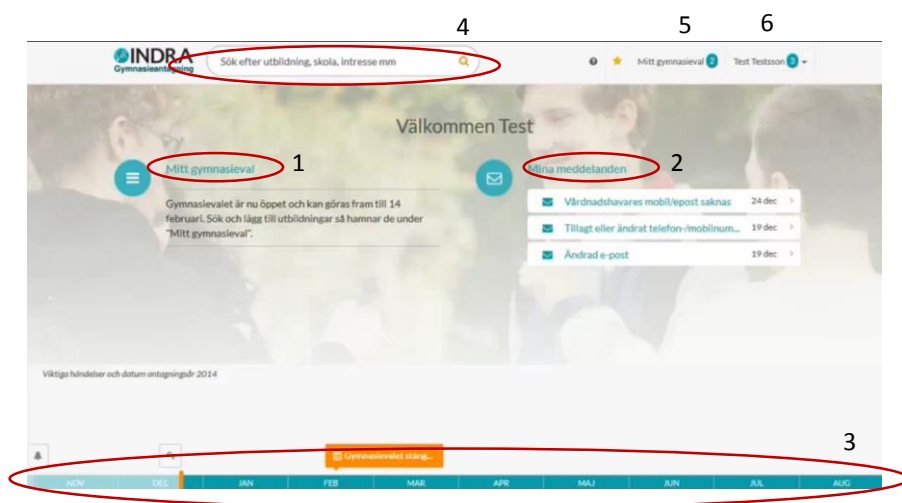 4 5 6
INDRA
Gymnasieantagning
Sök efter utbildning, skola, intresse mm
Mitt gymnasieval 2
Test Testsson 3
Välkommen Test
Mitt gymnasieval 1
Gymnasievalet är nu öppet och kan göras fram till 14
februari. Sök och lägg till utbildningar så hamnar de under
"Mitt gymnasieval".
Mina meddelanden 2
Vårdnadshavares mobil/epost saknas 24 dec
Tillagt eller ändrat telefon-/mobilnum... 19 dec
Ändrad e-post 19 dec
Viktiga händelser och datum antagningsår 2014
3
Gymnasievalet stäng...
NOV DEC JAN FEB MAR APR MAJ JUN JUL AUG